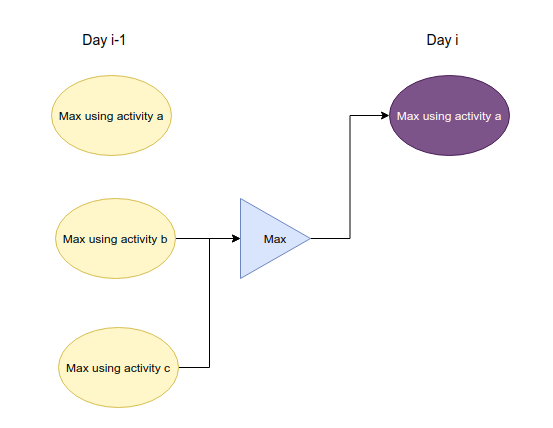 Day i-1
Day i
Max using activity a
Max using activity a
Max using activity b
Max
Max using activity c